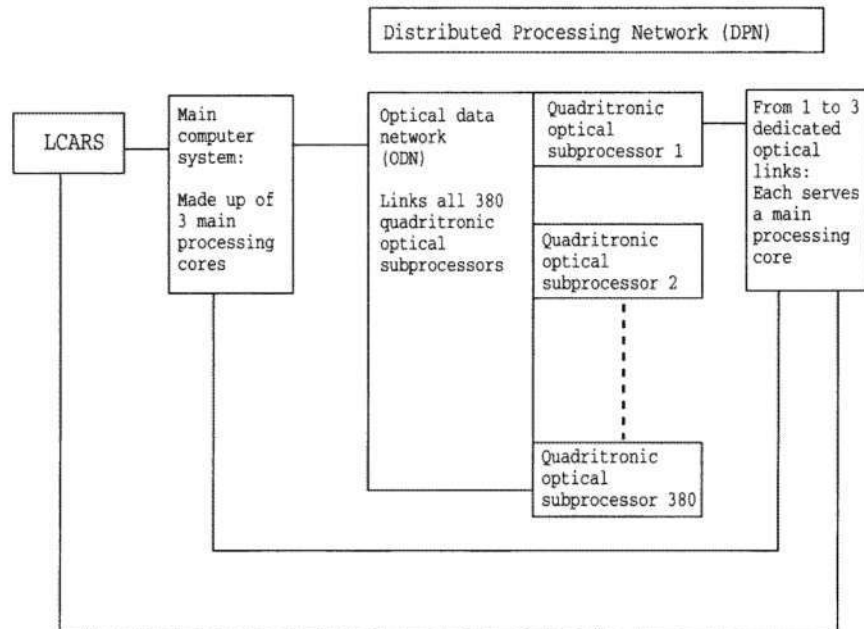 Distributed Processing Network (DPN)
LCARS
Main
computer
system:
Made up of
3 main
processing
cores
Optical data
network
(ODN)
Links all 380
quadritronic
optical
subprocessors
Quadritronic
optical
subprocessor 1
Quadritronic
optical
subprocessor 2
Quadritronic
optical
subprocessor 380
From 1 to 3
dedicated
optical
links:
Each serves
a main
processing
core